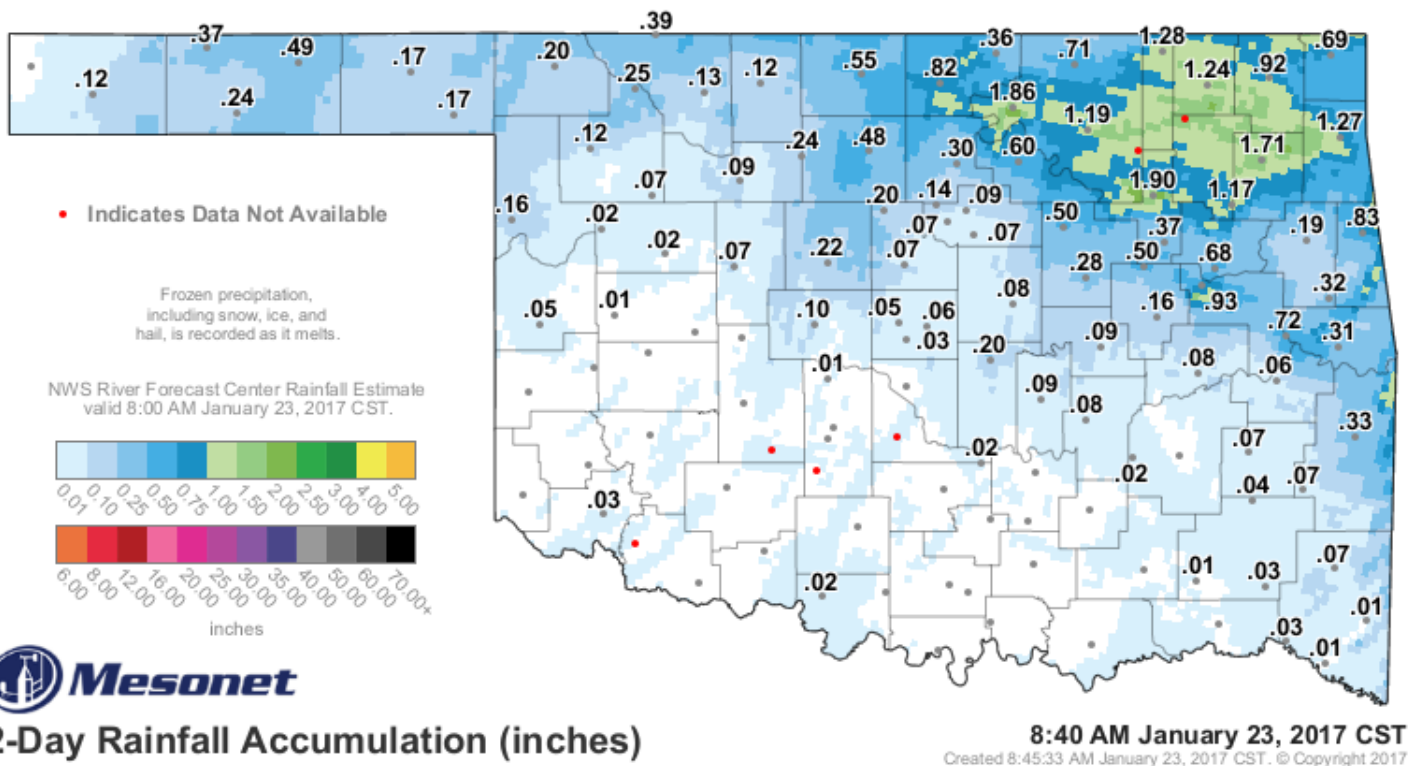 .39
.37 .49 .17 .20 .25 .13 .12 .55 .82 .36 .71 1.28 1.24 .92 .69
.12 .24 .17 1.86 1.19 1.27
.12 .24 .48 .30 .60 1.71
.07 .09 1.90 1.17
.16 .02 .20 .14 .09 .50 .37 .19 .83
Indicates Data Not Available
.02 .07 .22 .07 .07 .07 .28 .50 .68
Frozen precipitation,
including snow, ice, and
hail, is recorded as it melts.
.05 .01 .10 .05 .06 .08 .16 .93 .32
.03 .20 .09 .72 .31
NWS River Forecast Center Rainfall Estimate
valid 8:00 AM January 23, 2017 CST.
.01 .09 .08 .08 .06
.33
.02 .02 .07
0.01 0.10 0.25 0.50 0.75 1.00 1.50 2.00 2.50 3.00 4.00 5.00
.03 .04 .07
6.00 8.00 12.00 16.00 20.00 25.00 30.00 35.00 40.00 50.00 60.00 70.00+
inches
.02 .01 .03 .07
.03 .01 .01
Mesonet
2-Day Rainfall Accumulation (inches)
8:40 AM January 23, 2017 CST
Created 8:45:33 AM January 23, 2017 CST. © Copyright 2017